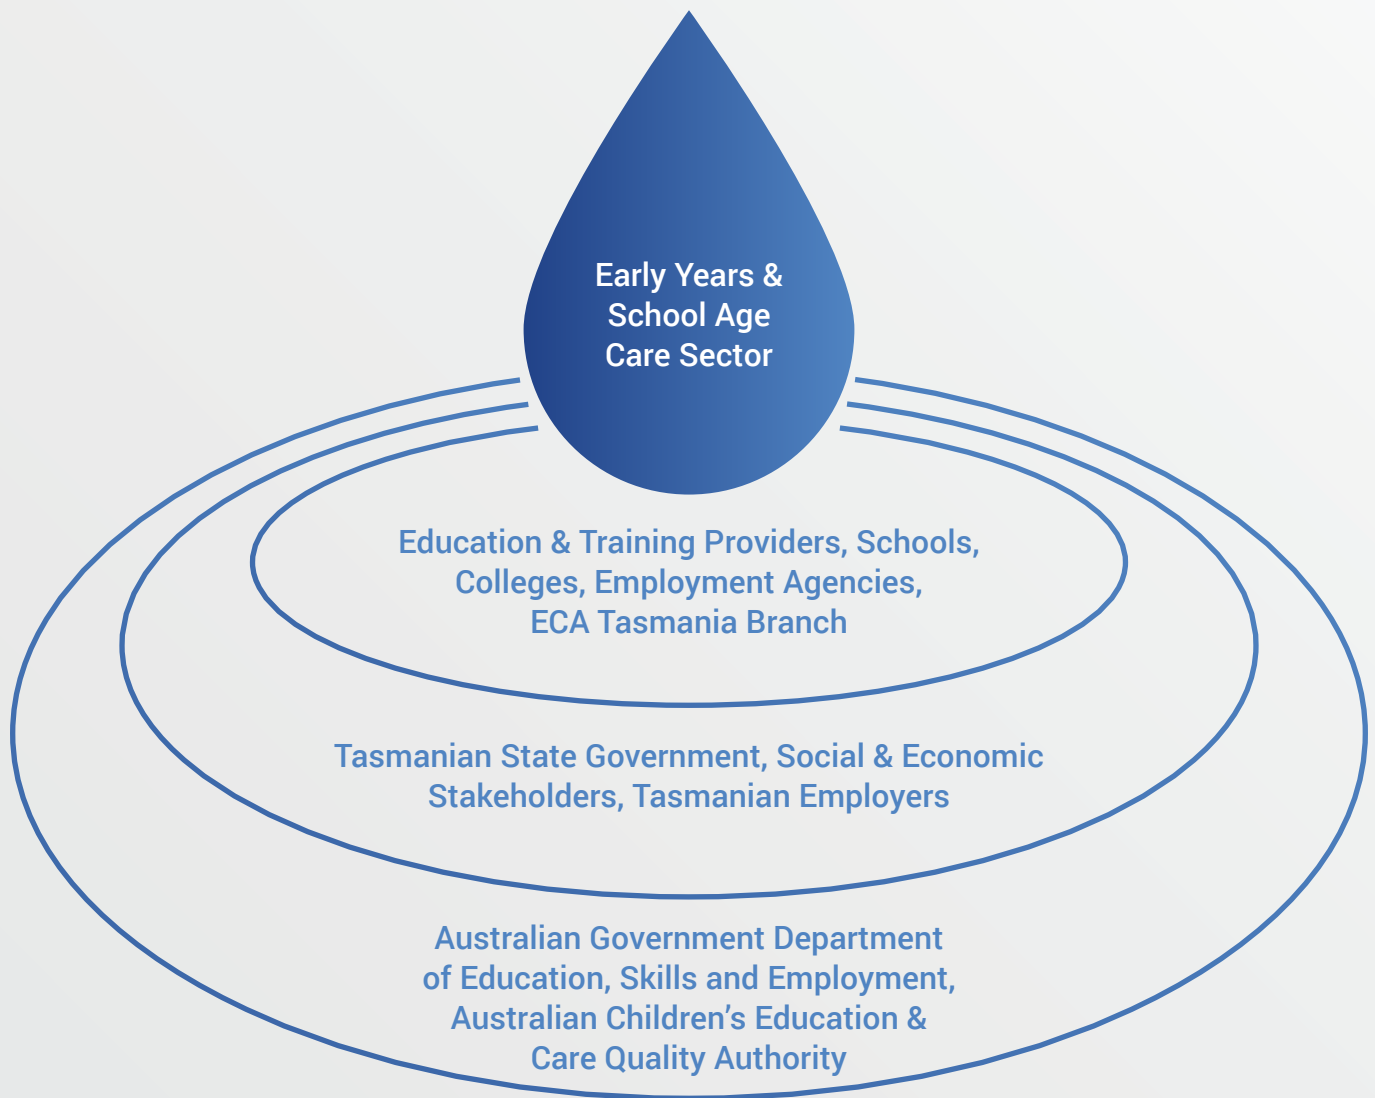 Early Years &
School Age
Care Sector
Education & Training Providers, Schools,
Colleges, Employment Agencies,
ECA Tasmania Branch
Tasmanian State Government, Social & Economic
Stakeholders, Tasmanian Employers
Australian Government Department
of Education, Skills and Employment,
Australian Children’s Education &
Care Quality Authority